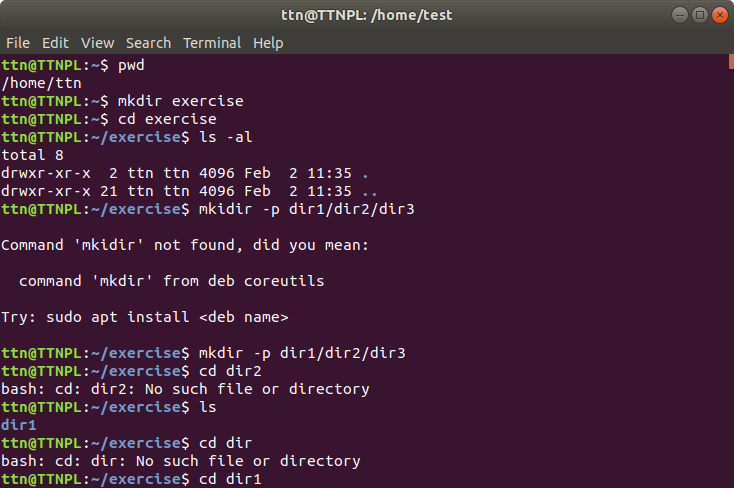 ttn@TTNPL: /home/test
File Edit View Search Terminal Help
ttn@TTNPL:~$ pwd
/home/ttn
ttn@TTNPL:~$ mkdir exercise
ttn@TTNPL:~$ cd exercise
ttn@TTNPL:~/exercise$ ls -al
total 8
drwxr-xr-x  2 ttn ttn 4096 Feb  2 11:35 .
drwxr-xr-x 21 ttn ttn 4096 Feb  2 11:35 ..
ttn@TTNPL:~/exercise$ mkidir -p dir1/dir2/dir3
Command 'mkidir' not found, did you mean:
  command 'mkdir' from deb coreutils
Try: sudo apt install <deb name>
ttn@TTNPL:~/exercise$ mkdir -p dir1/dir2/dir3
ttn@TTNPL:~/exercise$ cd dir2
bash: cd: dir2: No such file or directory
ttn@TTNPL:~/exercise$ ls
dir1
ttn@TTNPL:~/exercise$ cd dir
bash: cd: dir: No such file or directory
ttn@TTNPL:~/exercise$ cd dir1